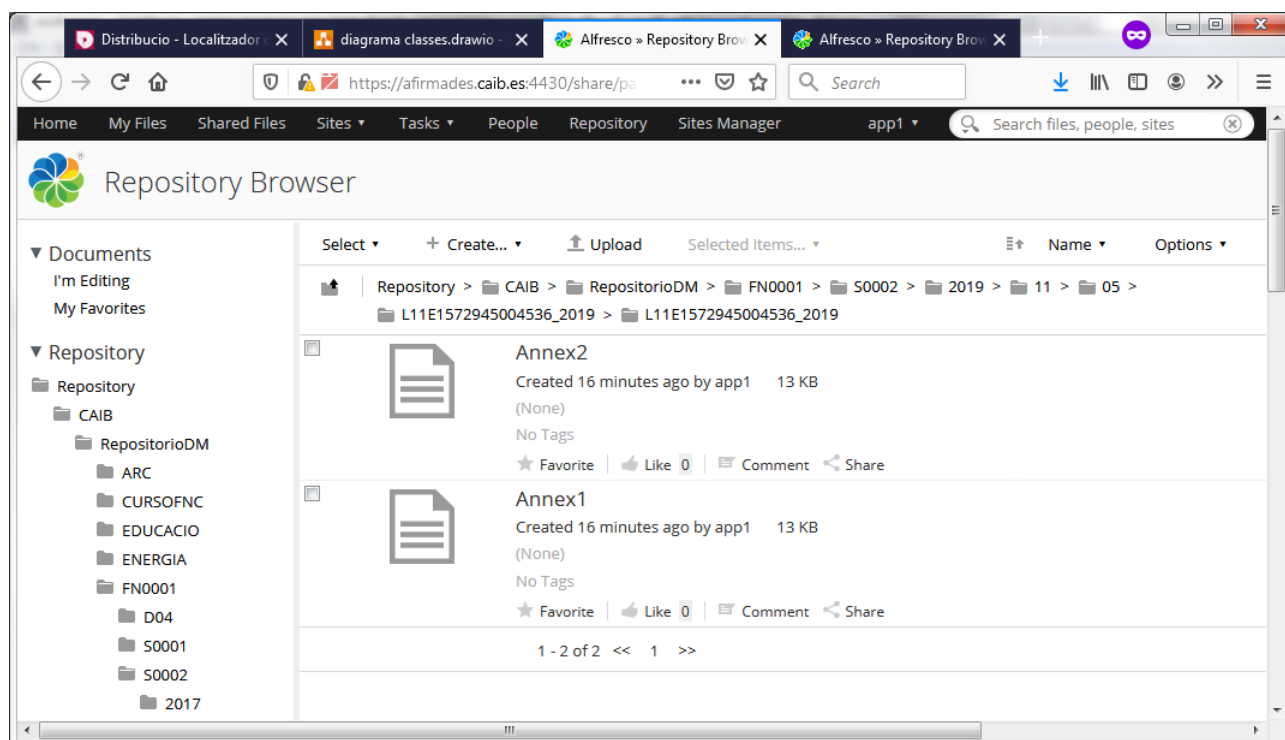 Distribucio - Localitzador
diagrama classes.drawio -
Alfresco » Repository Brow
Alfresco » Repository Brow
https://afirmades.caib.es:4430/share/pa
Search
Home My Files Shared Files Sites Tasks People Repository Sites Manager app1 Search files, people, sites
Repository Browser
Documents
I'm Editing
My Favorites
Repository
Repository
CAIB
RepositorioDM
ARC
CURSOFNC
EDUCACIO
ENERGIA
FN0001
D04
S0001
S0002
2017
Select + Create... Upload Selected Items... Name Options
Repository > CAIB > RepositorioDM > FN0001 > S0002 > 2019 > 11 > 05 >
L11E1572945004536_2019 > L11E1572945004536_2019
Annex2
Created 16 minutes ago by app1 13 KB
(None)
No Tags
Favorite Like 0 Comment Share
Annex1
Created 16 minutes ago by app1 13 KB
(None)
No Tags
Favorite Like 0 Comment Share
1 - 2 of 2 << 1 >>